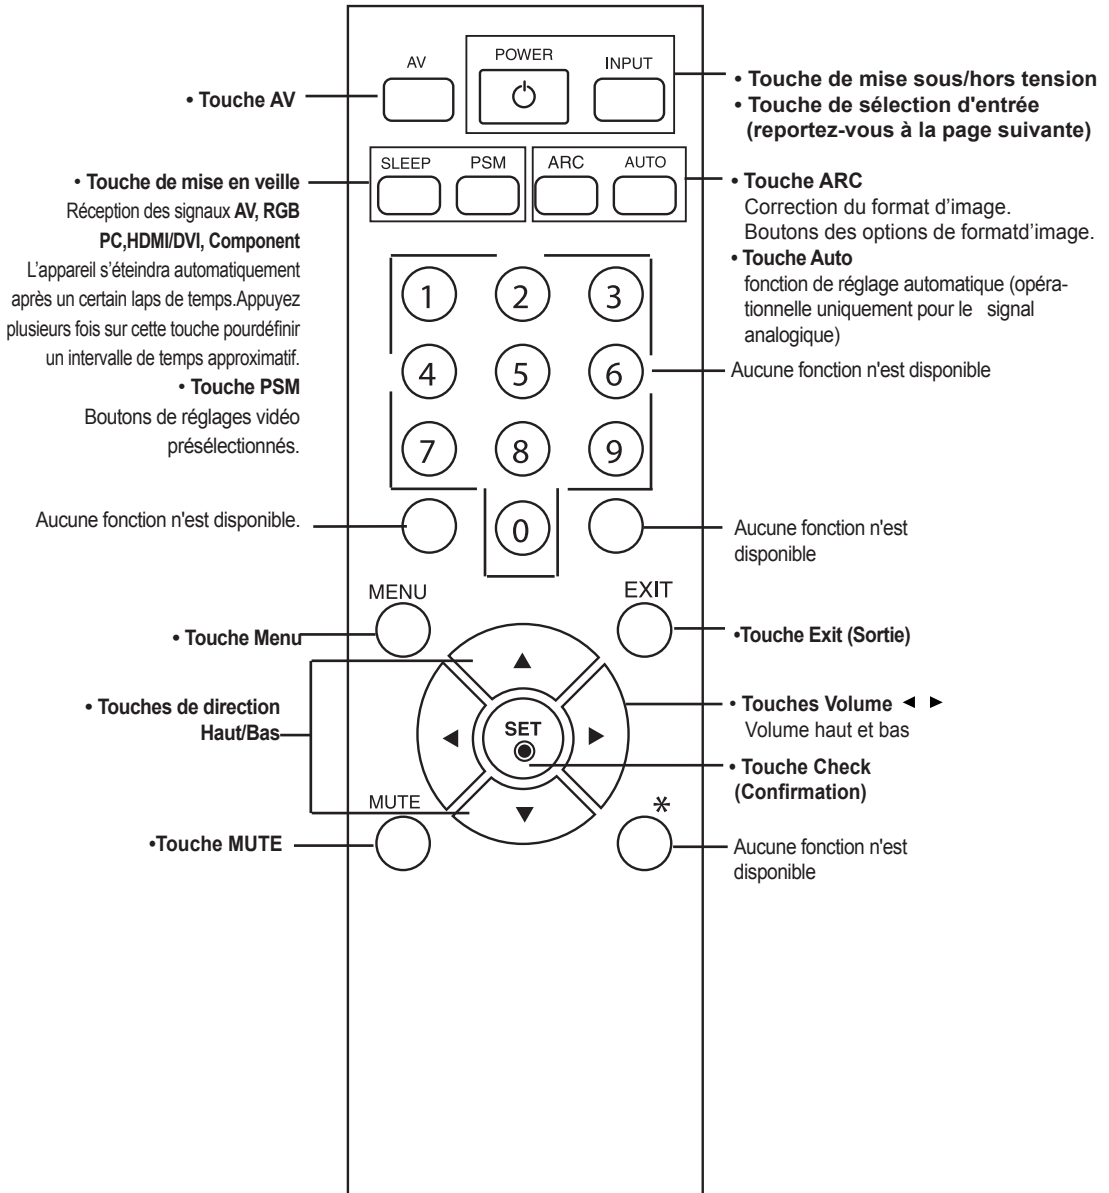 AV
POWER
INPUT
• Touche AV
• Touche de mise sous/hors tension
• Touche de sélection d'entrée
(reportez-vous à la page suivante)
SLEEP
PSM
ARC
AUTO
• Touche de mise en veille
Réception des signaux AV, RGB
PC,HDMI/DVI, Component
L’appareil s’éteindra automatiquement
après un certain laps de temps.Appuyez
plusieurs fois sur cette touche pourdéfinir
un intervalle de temps approximatif.
• Touche PSM
Boutons de réglages vidéo
présélectionnés.
• Touche ARC
Correction du format d’image.
Boutons des options de formatd’image.
• Touche Auto
fonction de réglage automatique (opéra-
tionnelle uniquement pour le signal
analogique)
1
2
3
4
5
6
Aucune fonction n'est disponible
7
8
9
Aucune fonction n'est disponible.
0
Aucune fonction n'est
disponible
MENU
EXIT
• Touche Menu
•Touche Exit (Sortie)
• Touches de direction
Haut/Bas
SET
• Touches Volume ◄ ►
Volume haut et bas
• Touche Check
(Confirmation)
MUTE
*
•Touche MUTE
Aucune fonction n'est
disponible